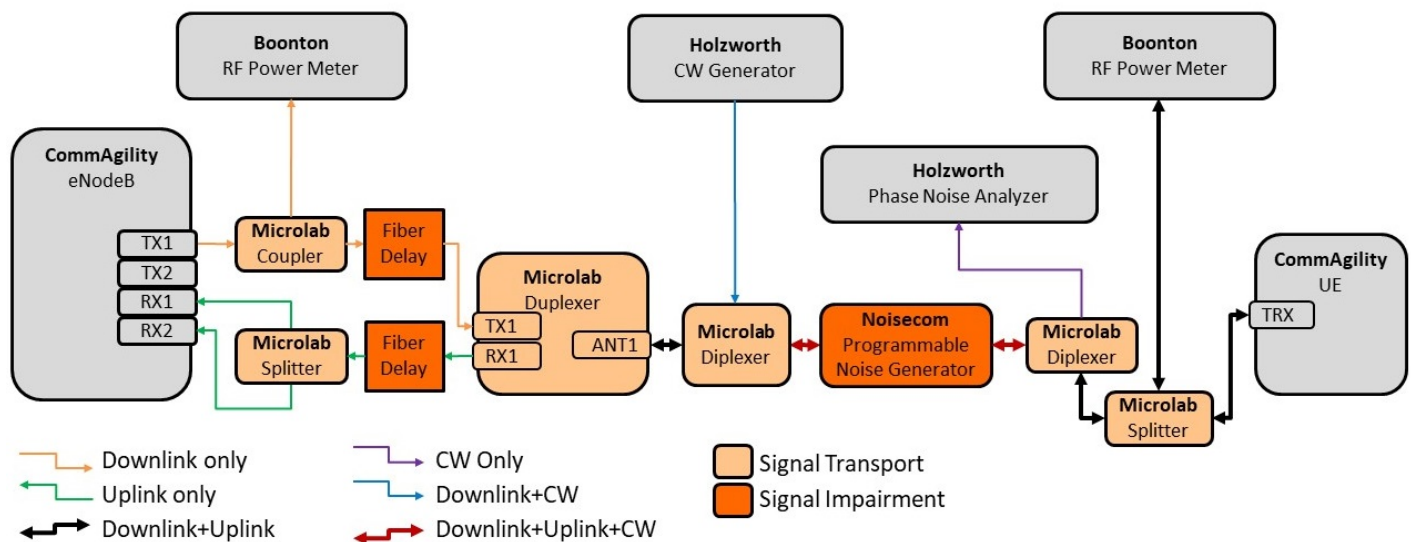 Boonton
RF Power Meter
Holzworth
CW Generator
Boonton
RF Power Meter
CommAgility
eNodeB
Holzworth
Phase Noise Analyzer
TX1
TX2
RX1
RX2
Microlab
Coupler
Fiber
Delay
Microlab
Splitter
Fiber
Delay
Microlab
Duplexer
TX1
RX1
ANT1
Microlab
Diplexer
Noisecom
Programmable
Noise Generator
Microlab
Diplexer
Microlab
Splitter
CommAgility
UE
TRX
Downlink only
Uplink only
Downlink+Uplink
CW Only
Downlink+CW
Downlink+Uplink+CW
Signal Transport
Signal Impairment